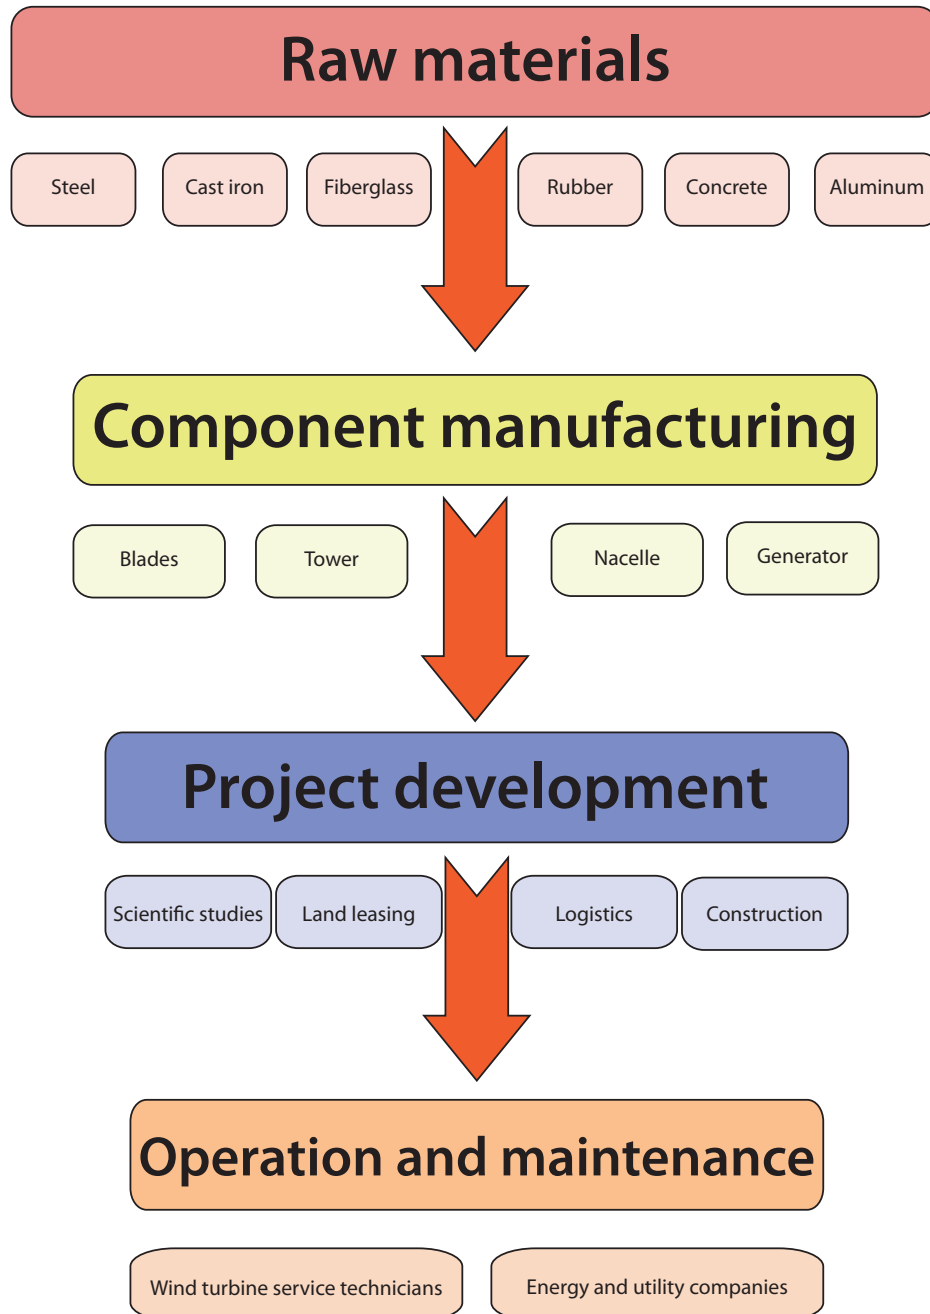 Raw materials
Steel
Cast iron
Fiberglass
Rubber
Concrete
Aluminum
Component manufacturing
Blades
Tower
Nacelle
Generator
Project development
Scientific studies
Land leasing
Logistics
Construction
Operation and maintenance
Wind turbine service technicians
Energy and utility companies